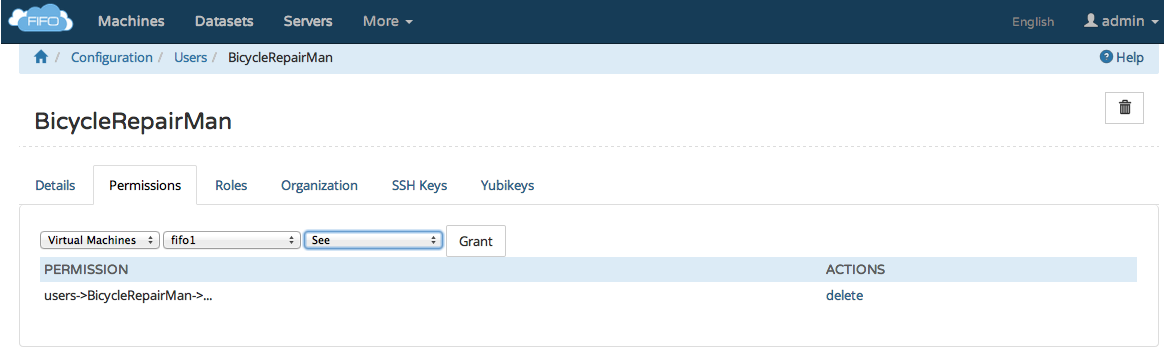 FIFO Machines Datasets Servers More English admin
Configuration / Users / BicycleRepairMan Help
BicycleRepairMan
Details Permissions Roles Organization SSH Keys Yubikeys
Virtual Machines fifo1 See Grant
PERMISSION ACTIONS
users->BicycleRepairMan->... delete